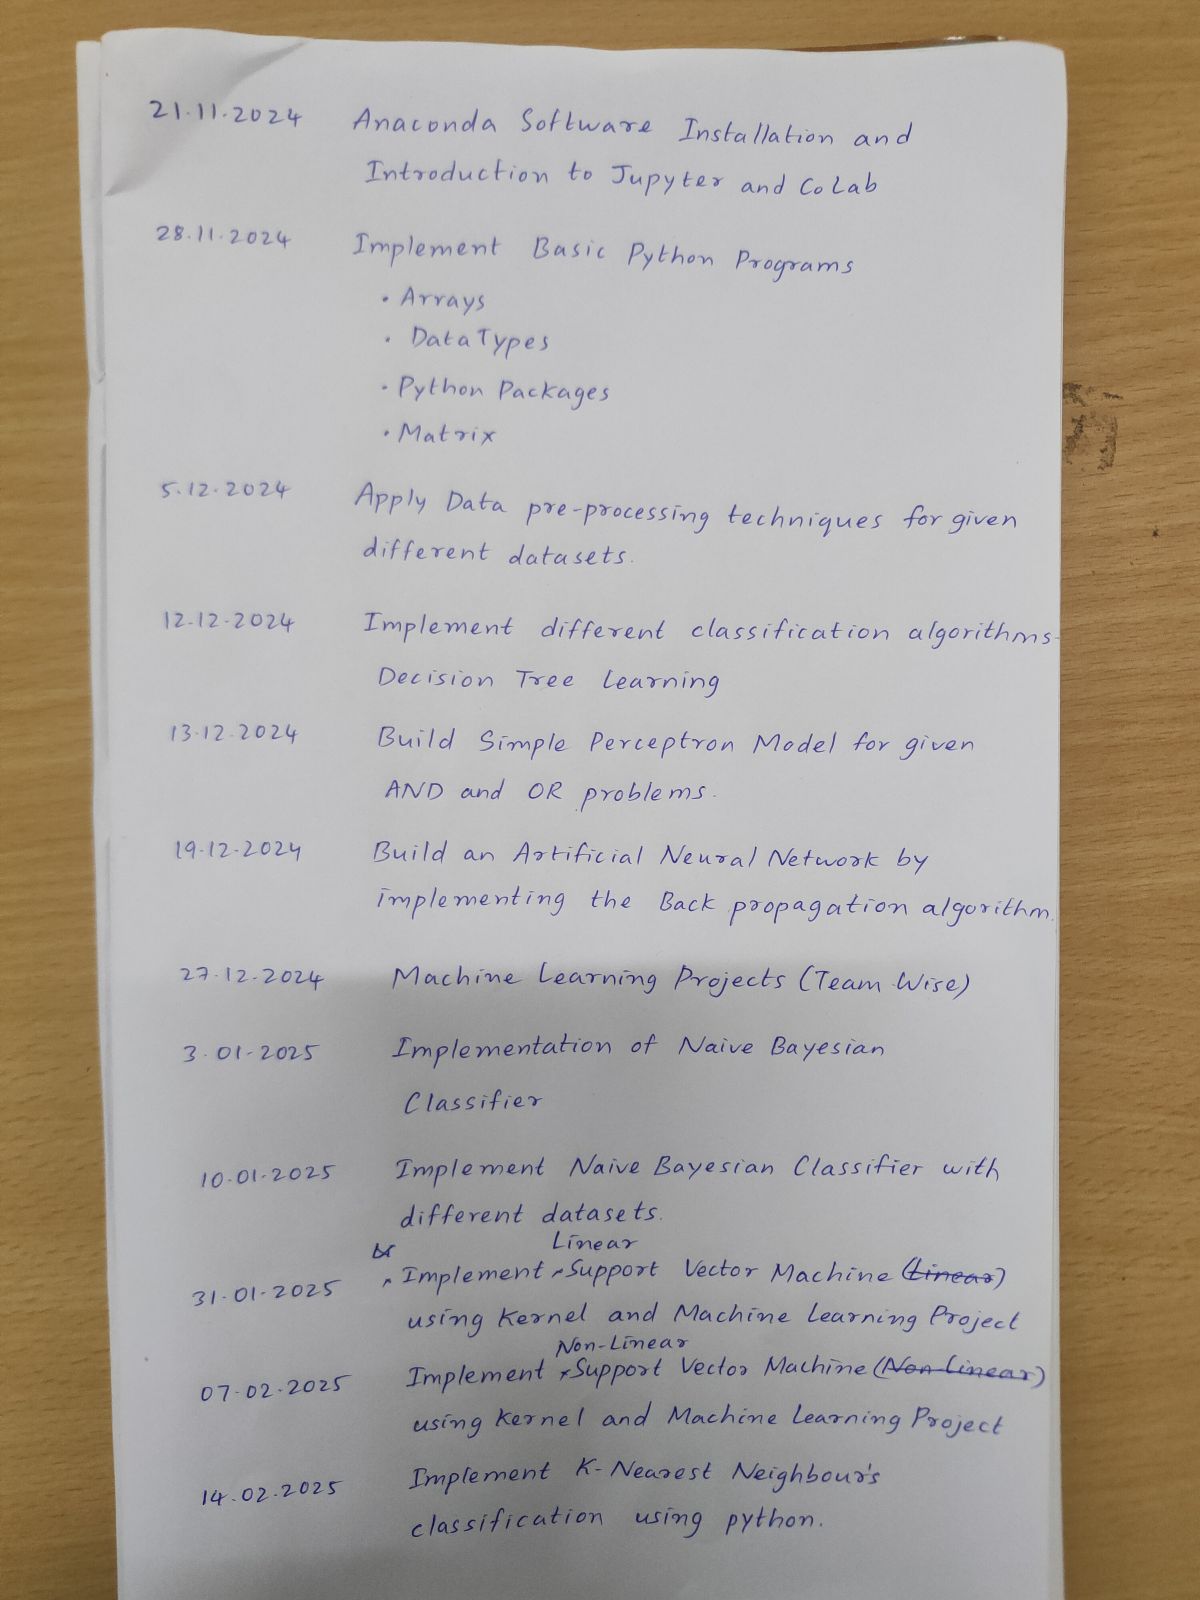 21.11.2024 Anaconda Software Installation and
Introduction to Jupyter and CoLab
28.11.2024 Implement Basic Python Programs
• Arrays
• DataTypes
• Python Packages
• Matrix
5.12.2024 Apply Data pre-processing techniques for given
different datasets.
12.12.2024 Implement different classification algorithms-
Decision Tree Learning
13.12.2024 Build Simple Perceptron Model for given
AND and OR problems.
19.12.2024 Build an Artificial Neural Network by
implementing the Back propagation algorithm.
27.12.2024 Machine Learning Projects (Team Wise)
3.01.2025 Implementation of Naive Bayesian
Classifier
10.01.2025 Implement Naive Bayesian Classifier with
different datasets.
Linear
31.01.2025 Implement Support Vector Machine (Linear)
using Kernel and Machine Learning Project
Non-Linear
07.02.2025 Implement Support Vector Machine (Non Linear)
using Kernel and Machine Learning Project
14.02.2025 Implement K-Nearest Neighbour's
classification using python.